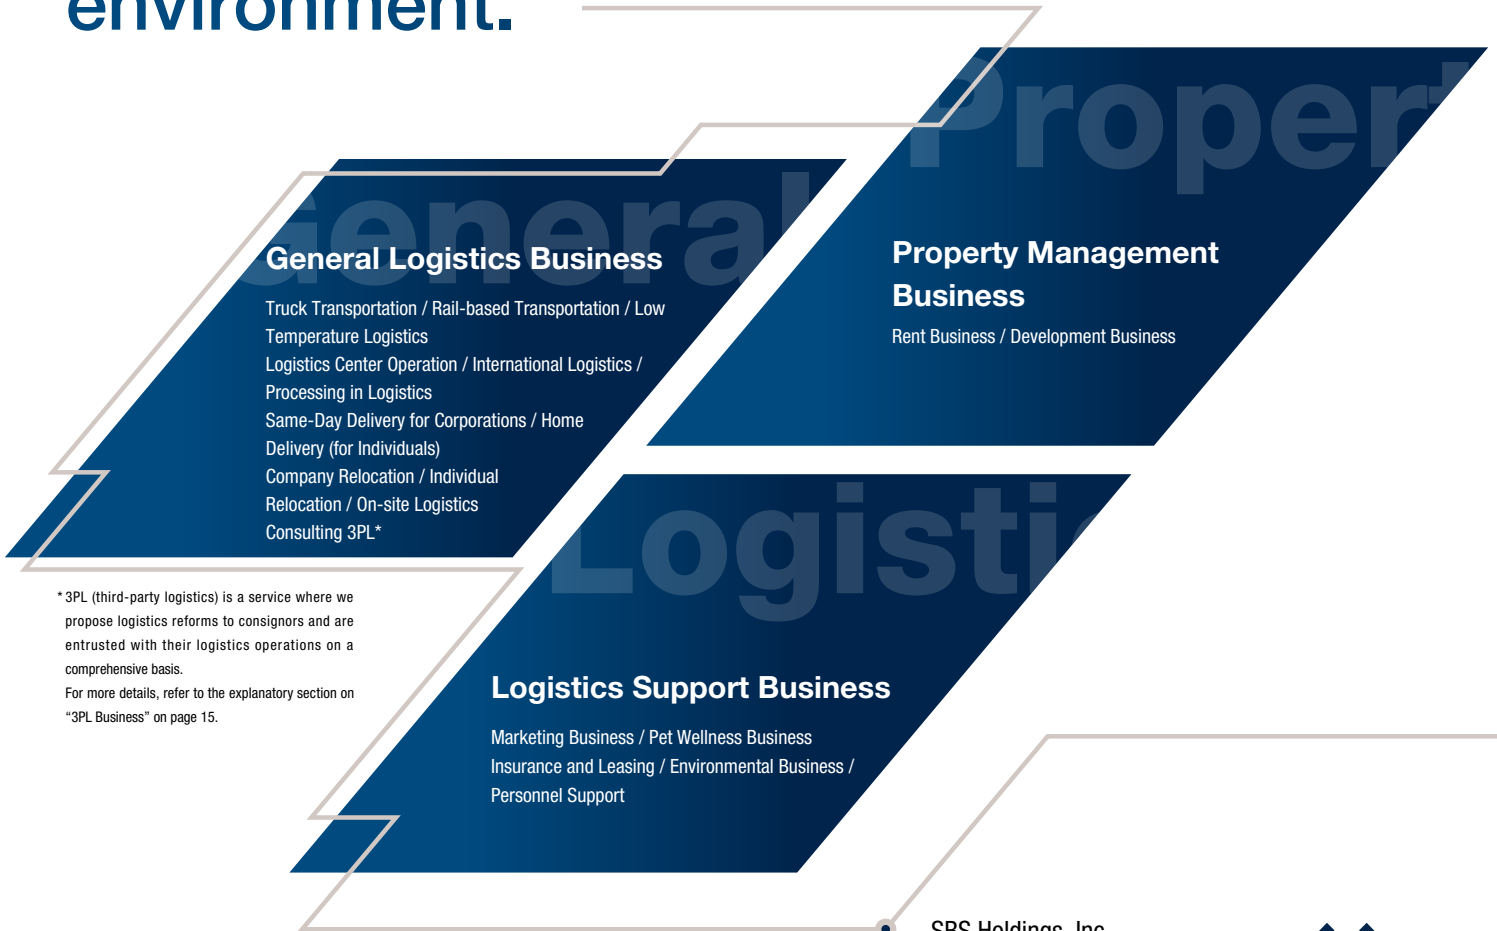 environment.
Propert
General
General Logistics Business
Truck Transportation / Rail-based Transportation / Low
Temperature Logistics
Logistics Center Operation / International Logistics /
Processing in Logistics
Same-Day Delivery for Corporations / Home
Delivery (for Individuals)
Company Relocation / Individual
Relocation / On-site Logistics
Consulting 3PL*
Property Management
Business
Rent Business / Development Business
* 3PL (third-party logistics) is a service where we
propose logistics reforms to consignors and are
entrusted with their logistics operations on a
comprehensive basis.
For more details, refer to the explanatory section on
“3PL Business” on page 15.
Logistic
Logistics Support Business
Marketing Business / Pet Wellness Business
Insurance and Leasing / Environmental Business /
Personnel Support
SBS Holdings, Inc.